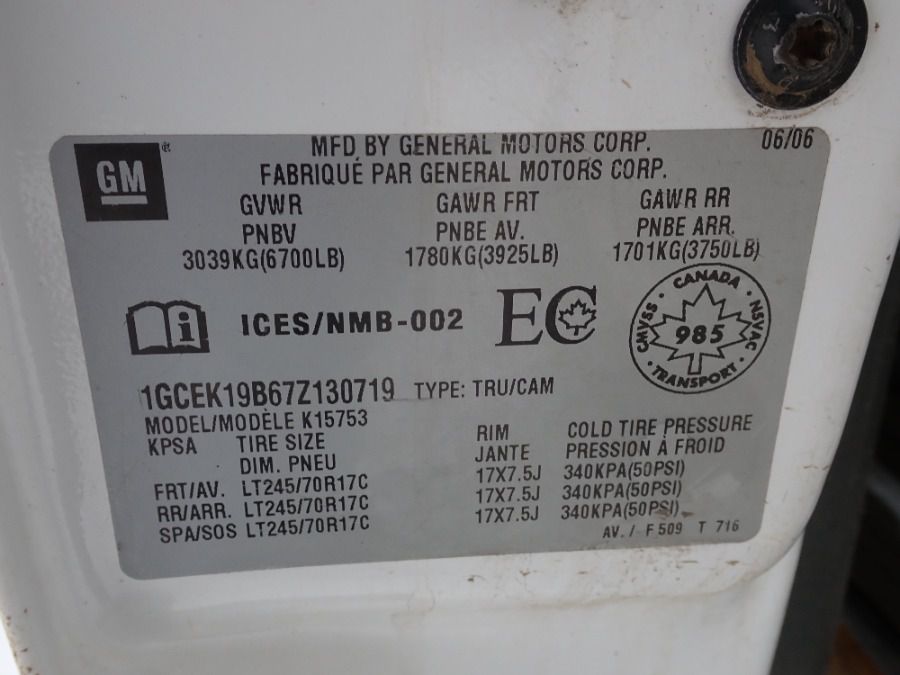 GM
MFD BY GENERAL MOTORS CORP. 06/06
FABRIQUÉ PAR GENERAL MOTORS CORP.
GVWR GAWR FRT GAWR RR
PNBV PNBE AV. PNBE ARR.
3039KG(6700LB) 1780KG(3925LB) 1701KG(3750LB)
i ICES/NMB-002 EC CANADA CMVSS NSVAC 985 TRANSPORT
1GCEK19B67Z130719 TYPE: TRU/CAM
MODEL/MODÈLE K15753
KPSA TIRE SIZE RIM COLD TIRE PRESSURE
DIM. PNEU JANTE PRESSION À FROID
FRT/AV. LT245/70R17C 17X7.5J 340KPA(50PSI)
RR/ARR. LT245/70R17C 17X7.5J 340KPA(50PSI)
SPA/SOS LT245/70R17C 17X7.5J 340KPA(50PSI)
AV. / F 509 T 716